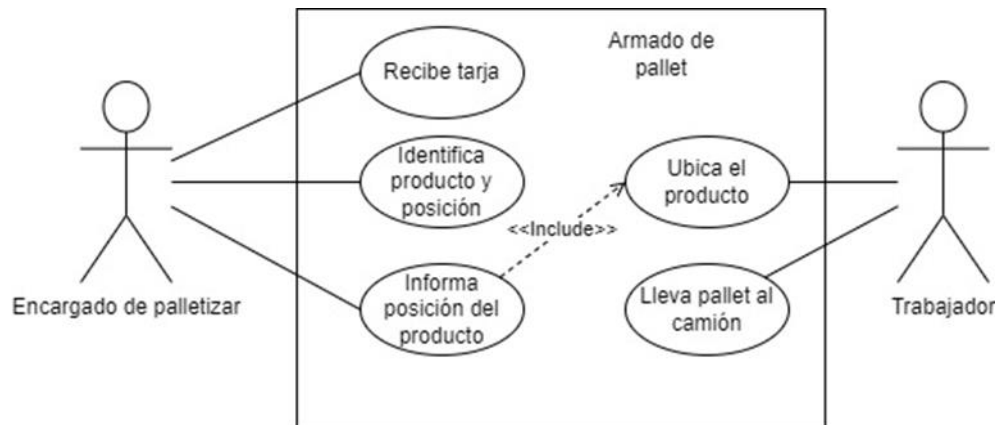 Recibe tarja
Armado de
pallet
Identifica
producto y
posición
Ubica el
producto
<<Include>>
Informa
posición del
producto
Lleva pallet al
camión
Encargado de palletizar
Trabajador